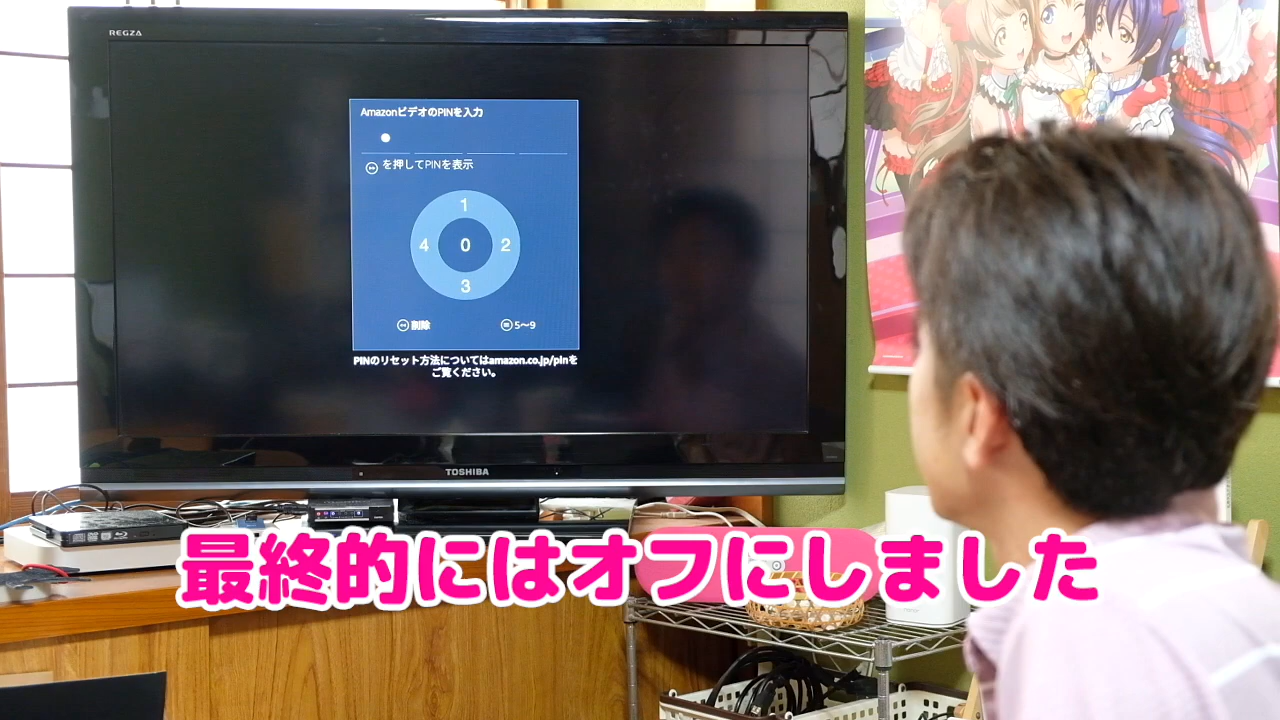 REGZA
AmazonビデオのPINを入力
を押してPINを表示
1
4 0 2
3
削除 5〜9
PINのリセット方法についてはamazon.co.jp/pinを
ご覧ください。
TOSHIBA
最終的にはオフにしました